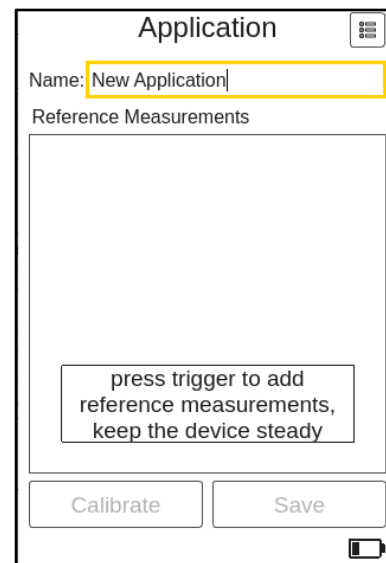 Application
Name: New Application
Reference Measurements
press trigger to add
reference measurements,
keep the device steady
Calibrate Save